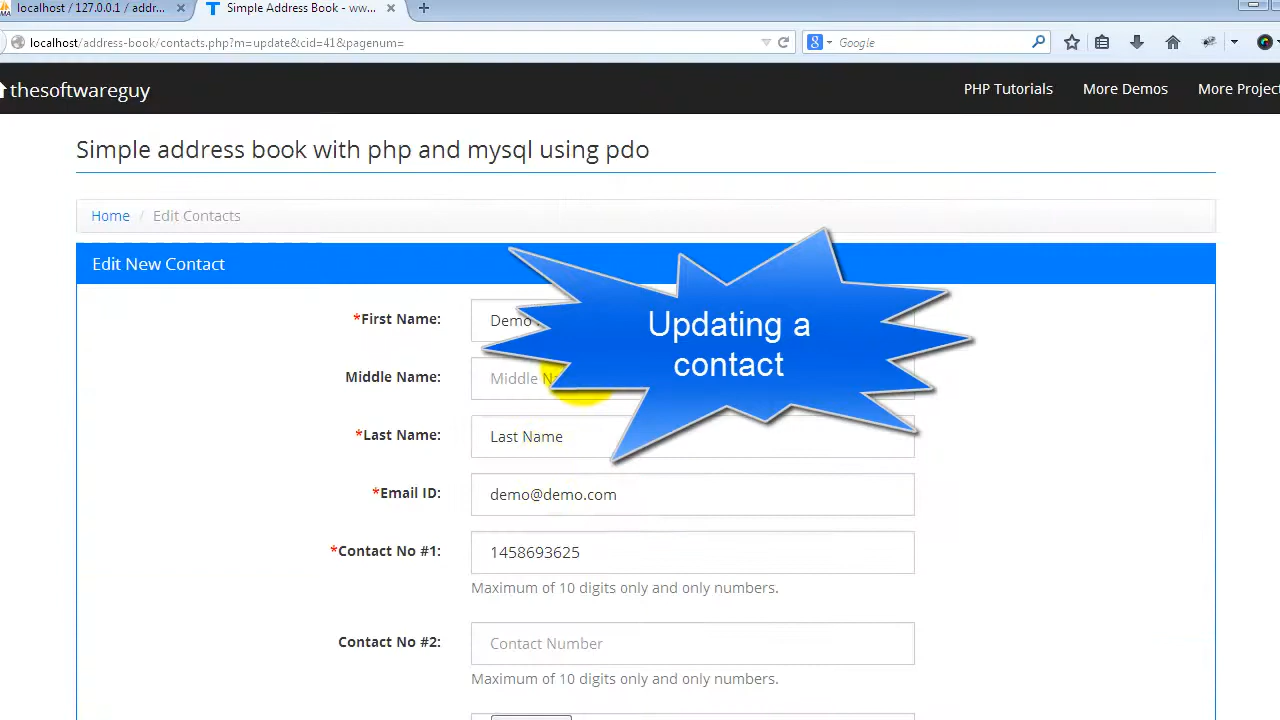 localhost / 127.0.0.1 / addr...
Simple Address Book - www...
localhost/address-book/contacts.php?m=update&cid=41&pagenum=
Google
thesoftwareguy
PHP Tutorials
More Demos
More Project
Simple address book with php and mysql using pdo
Home / Edit Contacts
Edit New Contact
Updating a
contact
*First Name:
Demo
Middle Name:
Middle Na
*Last Name:
Last Name
*Email ID:
demo@demo.com
*Contact No #1:
1458693625
Maximum of 10 digits only and only numbers.
Contact No #2:
Contact Number
Maximum of 10 digits only and only numbers.